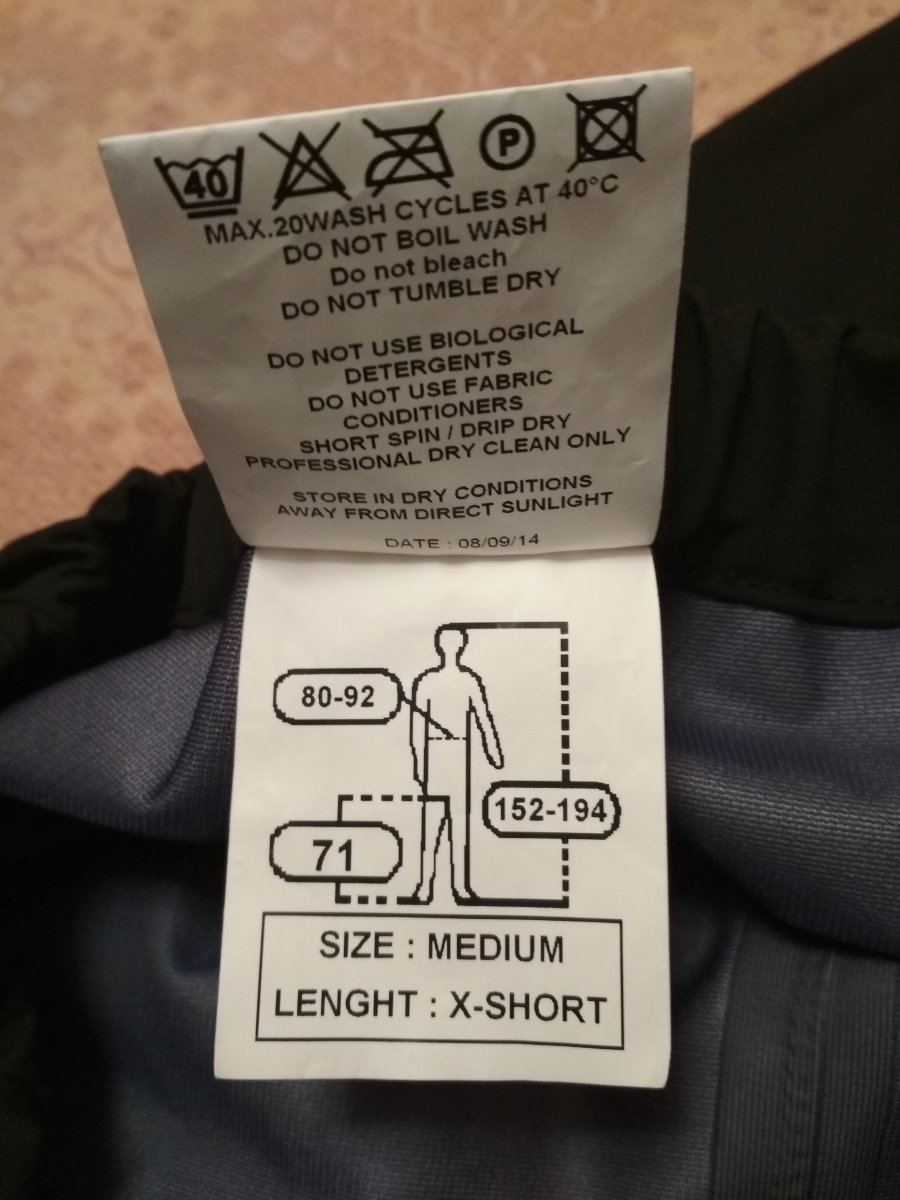 40 P
MAX.20WASH CYCLES AT 40°C
DO NOT BOIL WASH
Do not bleach
DO NOT TUMBLE DRY
DO NOT USE BIOLOGICAL
DETERGENTS
DO NOT USE FABRIC
CONDITIONERS
SHORT SPIN / DRIP DRY
PROFESSIONAL DRY CLEAN ONLY
STORE IN DRY CONDITIONS
AWAY FROM DIRECT SUNLIGHT
DATE : 08/09/14
80-92
152-194
71
SIZE : MEDIUM
LENGHT : X-SHORT